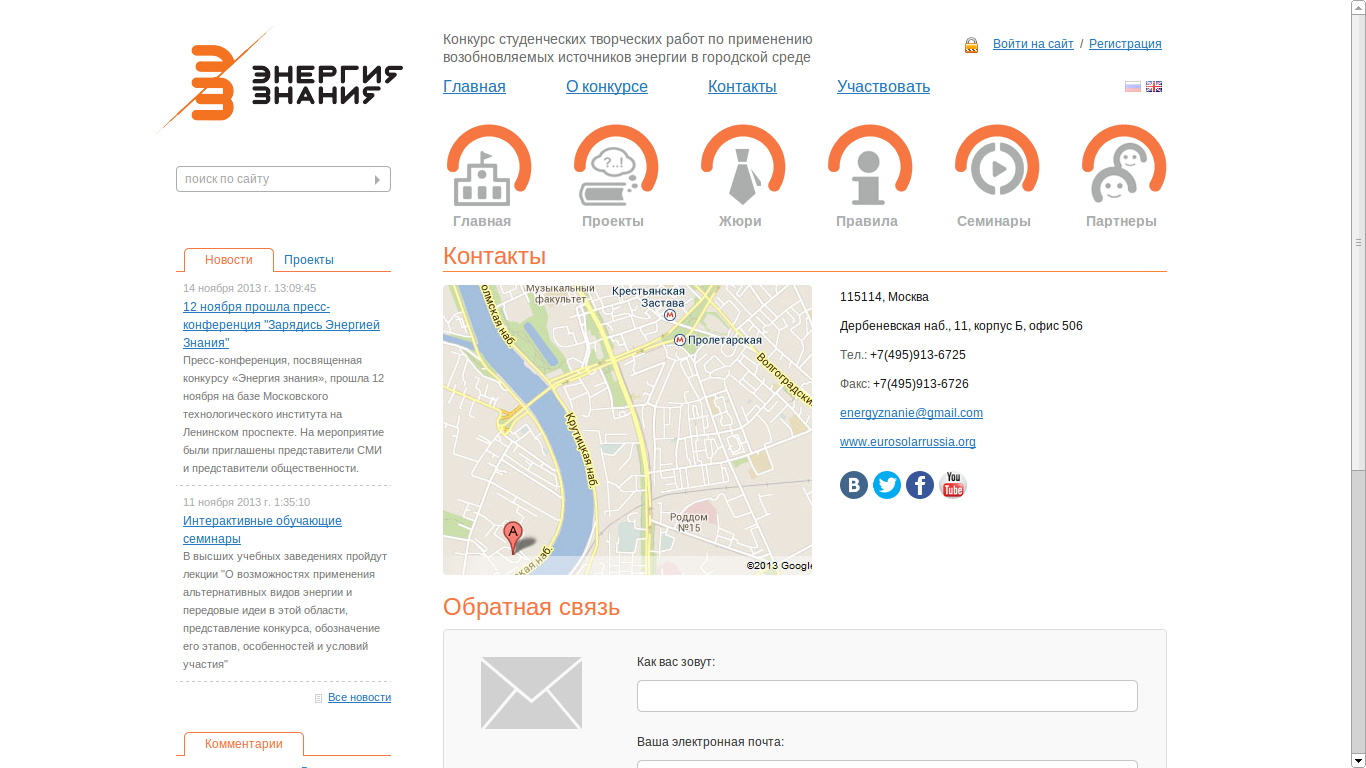 ЭНЕРГИЯ
ЗНАНИЯ
Конкурс студенческих творческих работ по применению
возобновляемых источников энергии в городской среде
Войти на сайт / Регистрация
Главная
О конкурсе
Контакты
Участвовать
поиск по сайту
?..!
Главная
Проекты
Жюри
Правила
Семинары
Партнеры
Новости
Проекты
14 ноября 2013 г. 13:09:45
12 ноября прошла пресс-
конференция "Зарядись Энергией
Знания"
Пресс-конференция, посвященная
конкурсу «Энергия знания», прошла 12
ноября на базе Московского
технологического института на
Ленинском проспекте. На мероприятие
были приглашены представители СМИ
и представители общественности.
11 ноября 2013 г. 1:35:10
Интерактивные обучающие
семинары
В высших учебных заведениях пройдут
лекции "О возможностях применения
альтернативных видов энергии и
передовые идеи в этой области,
представление конкурса, обозначение
его этапов, особенностей и условий
участия"
Все новости
Комментарии
Контакты
Музыкальный
факультет
Крестьянская
Застава
М
М
Пролетарская
Волгоградский
Крутицкая наб.
Роддом
№15
A
©2013 Google
115114, Москва
Дербеневская наб., 11, корпус Б, офис 506
Тел.: +7(495)913-6725
Факс: +7(495)913-6726
energyznanie@gmail.com
www.eurosolarrussia.org
You
Tube
Обратная связь
Как вас зовут:
Ваша электронная почта: